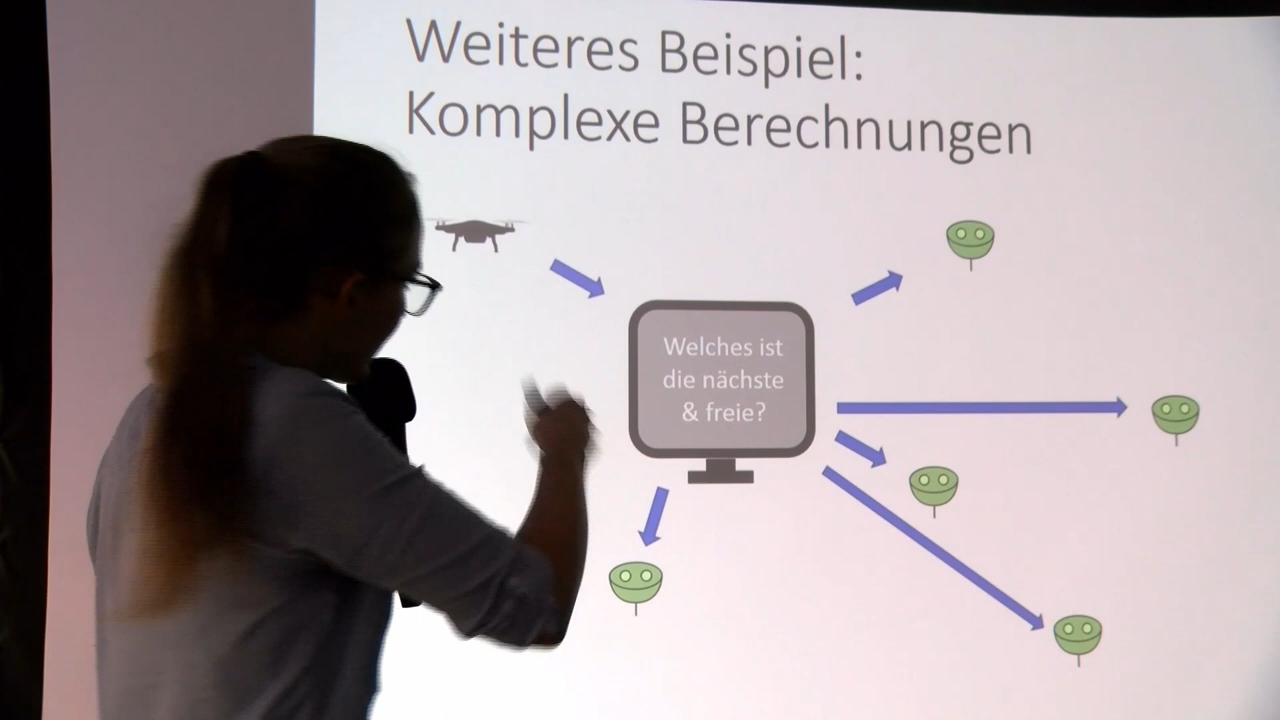 Weiteres Beispiel:
Komplexe Berechnungen
Welches ist
die nächste
& freie?